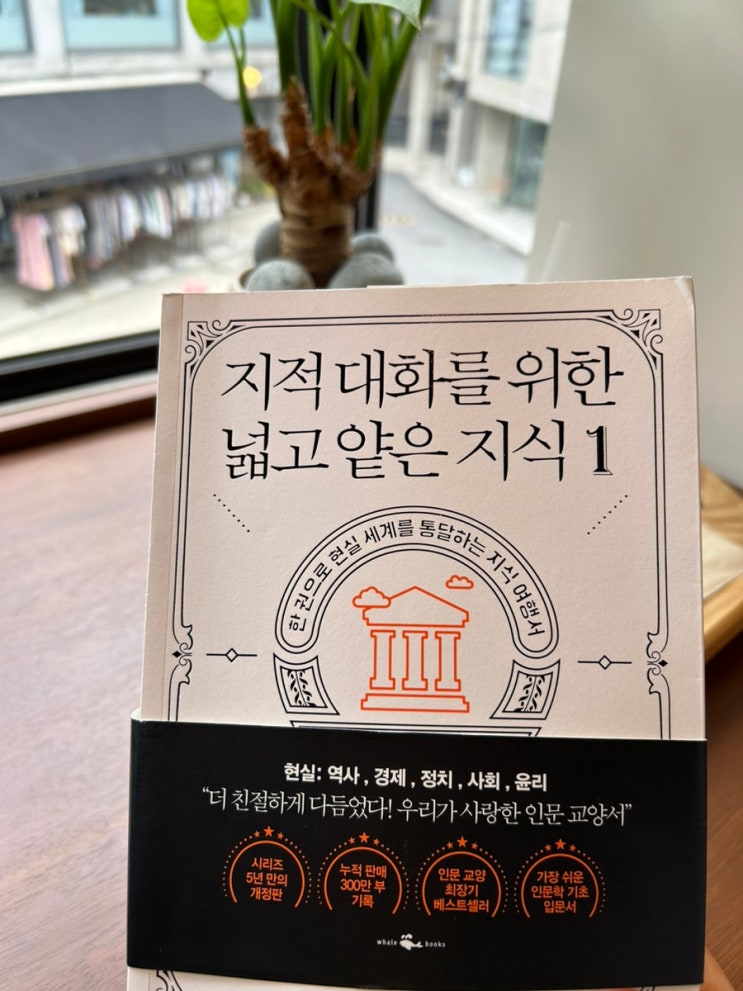 지적 대화를 위한
넓고 얕은 지식 1
한 권으로 현실 세계를 통달하는 지식 여행서
현실: 역사 , 경제 , 정치 , 사회 , 윤리
“더 친절하게 다듬었다! 우리가 사랑한 인문 교양서”
시리즈
5년 만의
개정판
누적 판매
300만 부
기록
인문 교양
최장기
베스트셀러
가장 쉬운
인문학 기초
입문서
whale books